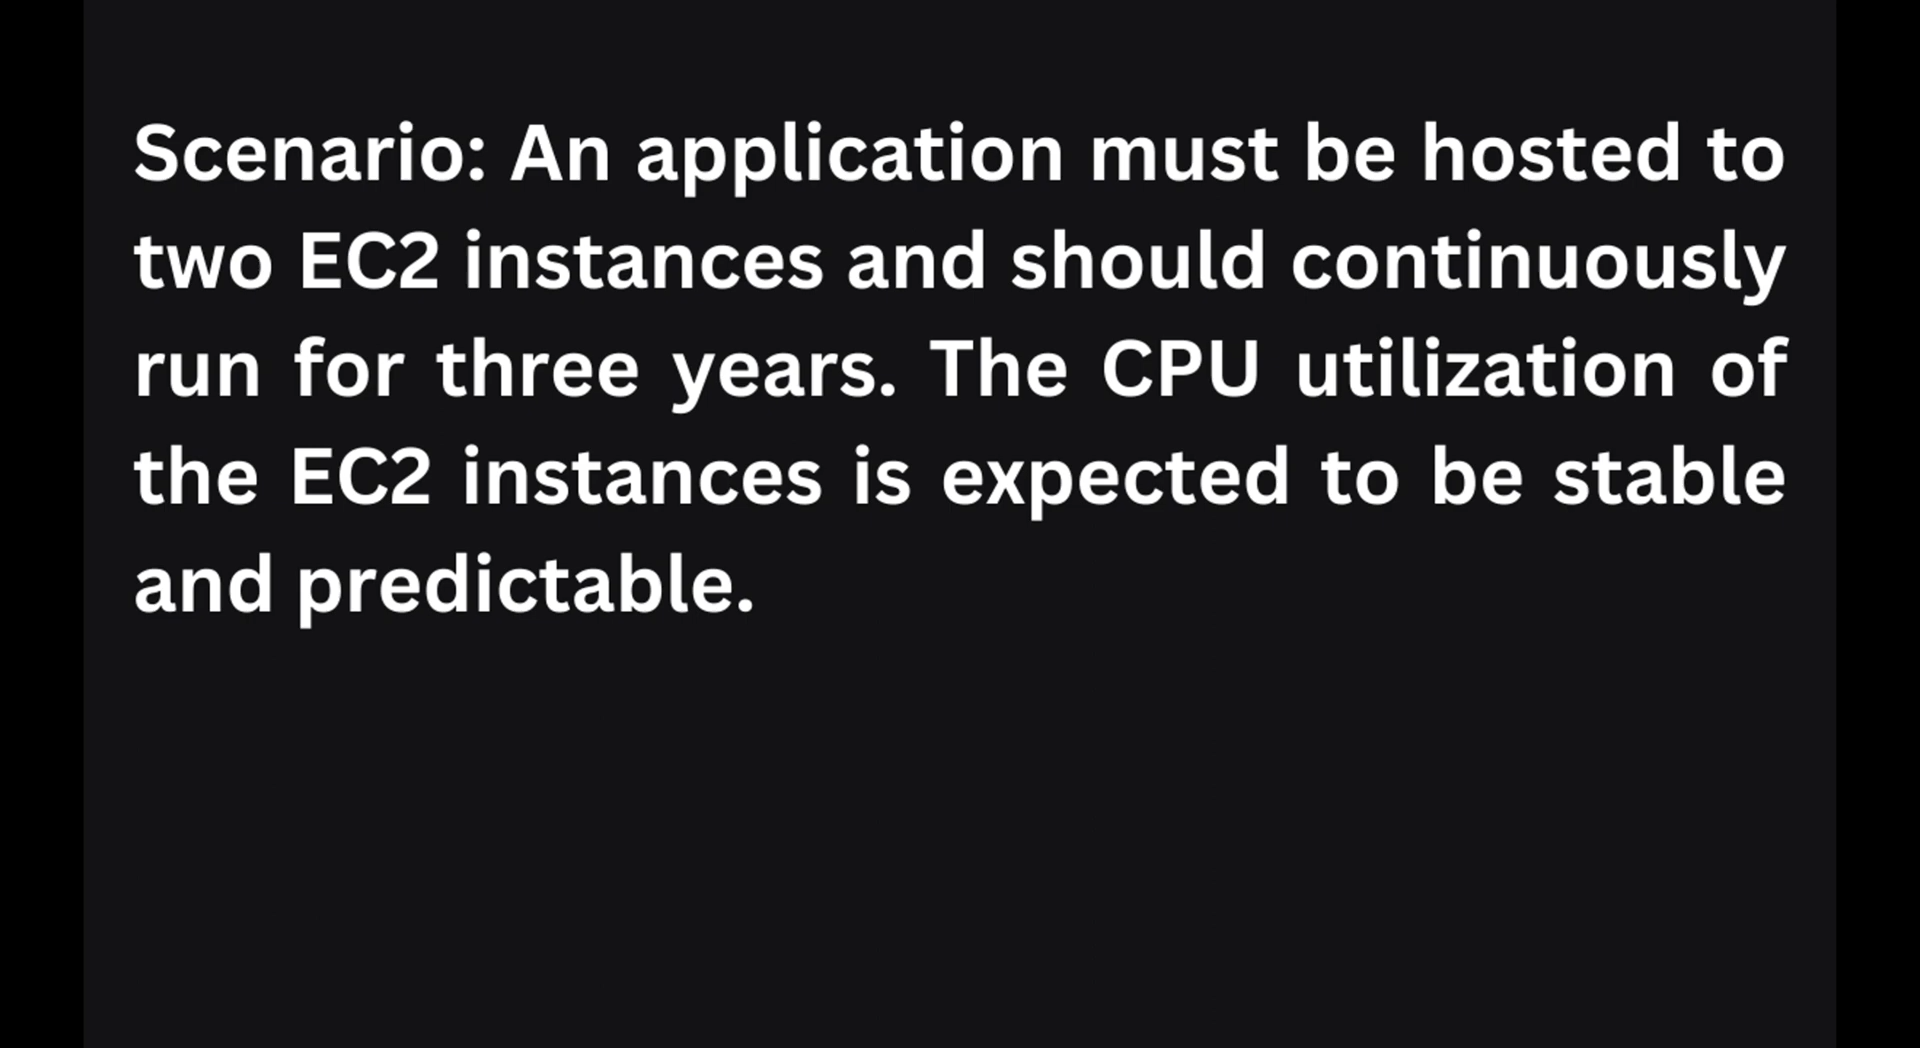 Scenario: An application must be hosted to
two EC2 instances and should continuously
run for three years. The CPU utilization of
the EC2 instances is expected to be stable
and predictable.